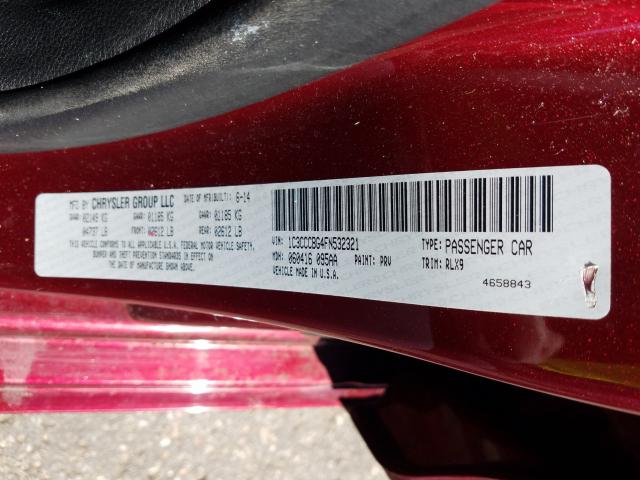 MFD BY CHRYSLER GROUP LLC DATE OF MFR(BUILT): 6-14
GVWR: 02149 KG GAWR 01185 KG GAWR 01185 KG
04737 LB FRONT: 02612 LB REAR: 02612 LB
THIS VEHICLE CONFORMS TO ALL APPLICABLE U.S.A. FEDERAL MOTOR VEHICLE SAFETY,
BUMPER AND THEFT PREVENTION STANDARDS IN EFFECT ON THE DATE OF
MANUFACTURE SHOWN ABOVE.
VIN: 1C3CCCBG4FN532321 TYPE: PASSENGER CAR
MDH: 060416 095AA PAINT: PRV TRIM: RLX9
VEHICLE MADE IN U.S.A. 4658843